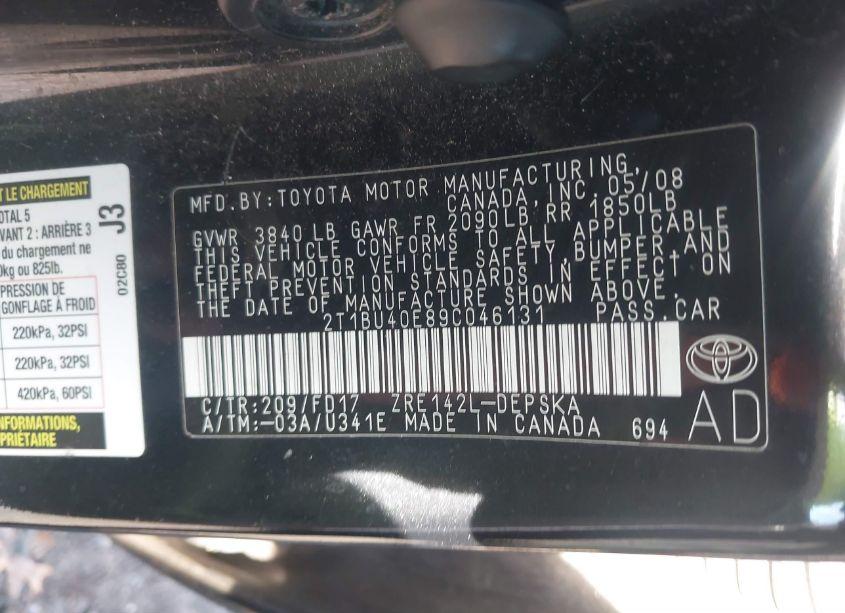 T LE CHARGEMENT
OTAL 5
VANT 2 : ARRIÈRE 3
du chargement ne
0kg ou 825lb.
PRESSION DE
GONFLAGE À FROID
220kPa, 32PSI
220kPa, 32PSI
420kPa, 60PSI
INFORMATIONS,
PRIÉTAIRE
J3
02C80
MFD.BY:TOYOTA MOTOR MANUFACTURING,
CANADA,INC.05/08
GVWR 3840LB GAWR FR 2090LB,RR 1850LB
THIS VEHICLE CONFORMS TO ALL APPLICABLE
FEDERAL MOTOR VEHICLE SAFETY,BUMPER,AND
THEFT PREVENTION STANDARDS IN EFFECT ON
THE DATE OF MANUFACTURE SHOWN ABOVE.
2T1BU40E89C046131 PASS.CAR
C/TR:209/FD17 ZRE142L-DEPSKA
A/TM:-03A/U341E MADE IN CANADA 694
AD